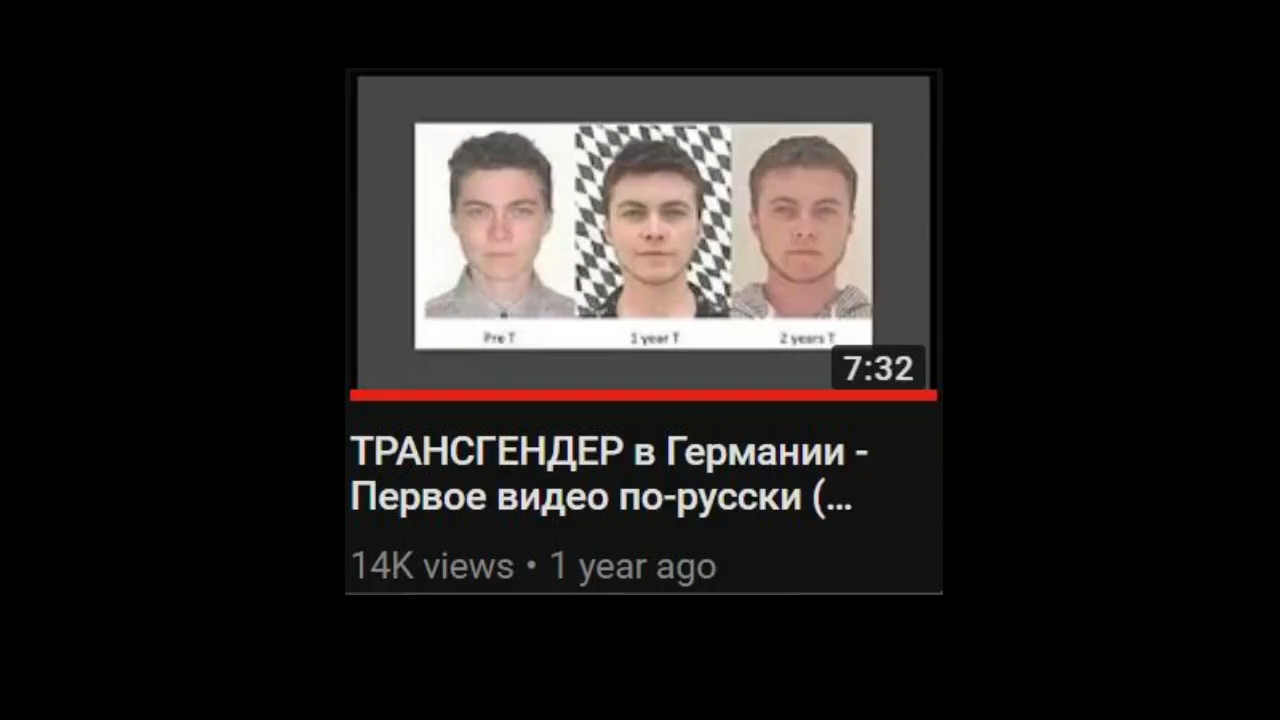 Pre T 1 year T 2 years T
7:32
ТРАНСГЕНДЕР в Германии -
Первое видео по-русски (...
14K views • 1 year ago